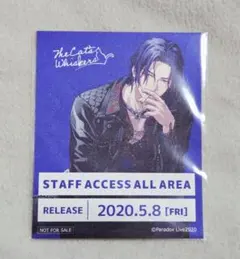 The Cat's
Whiskers
STAFF ACCESS ALL AREA
RELEASE 2020.5.8 [FRI]
NOT FOR SALE ©Paradox Live2020